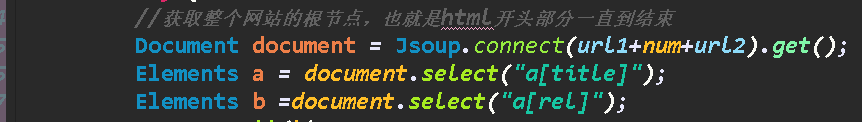 //获取整个网站的根节点，也就是html开头部分一直到结束
Document document = Jsoup.connect(url1+num+url2).get();
Elements a = document.select("a[title]");
Elements b =document.select("a[rel]");